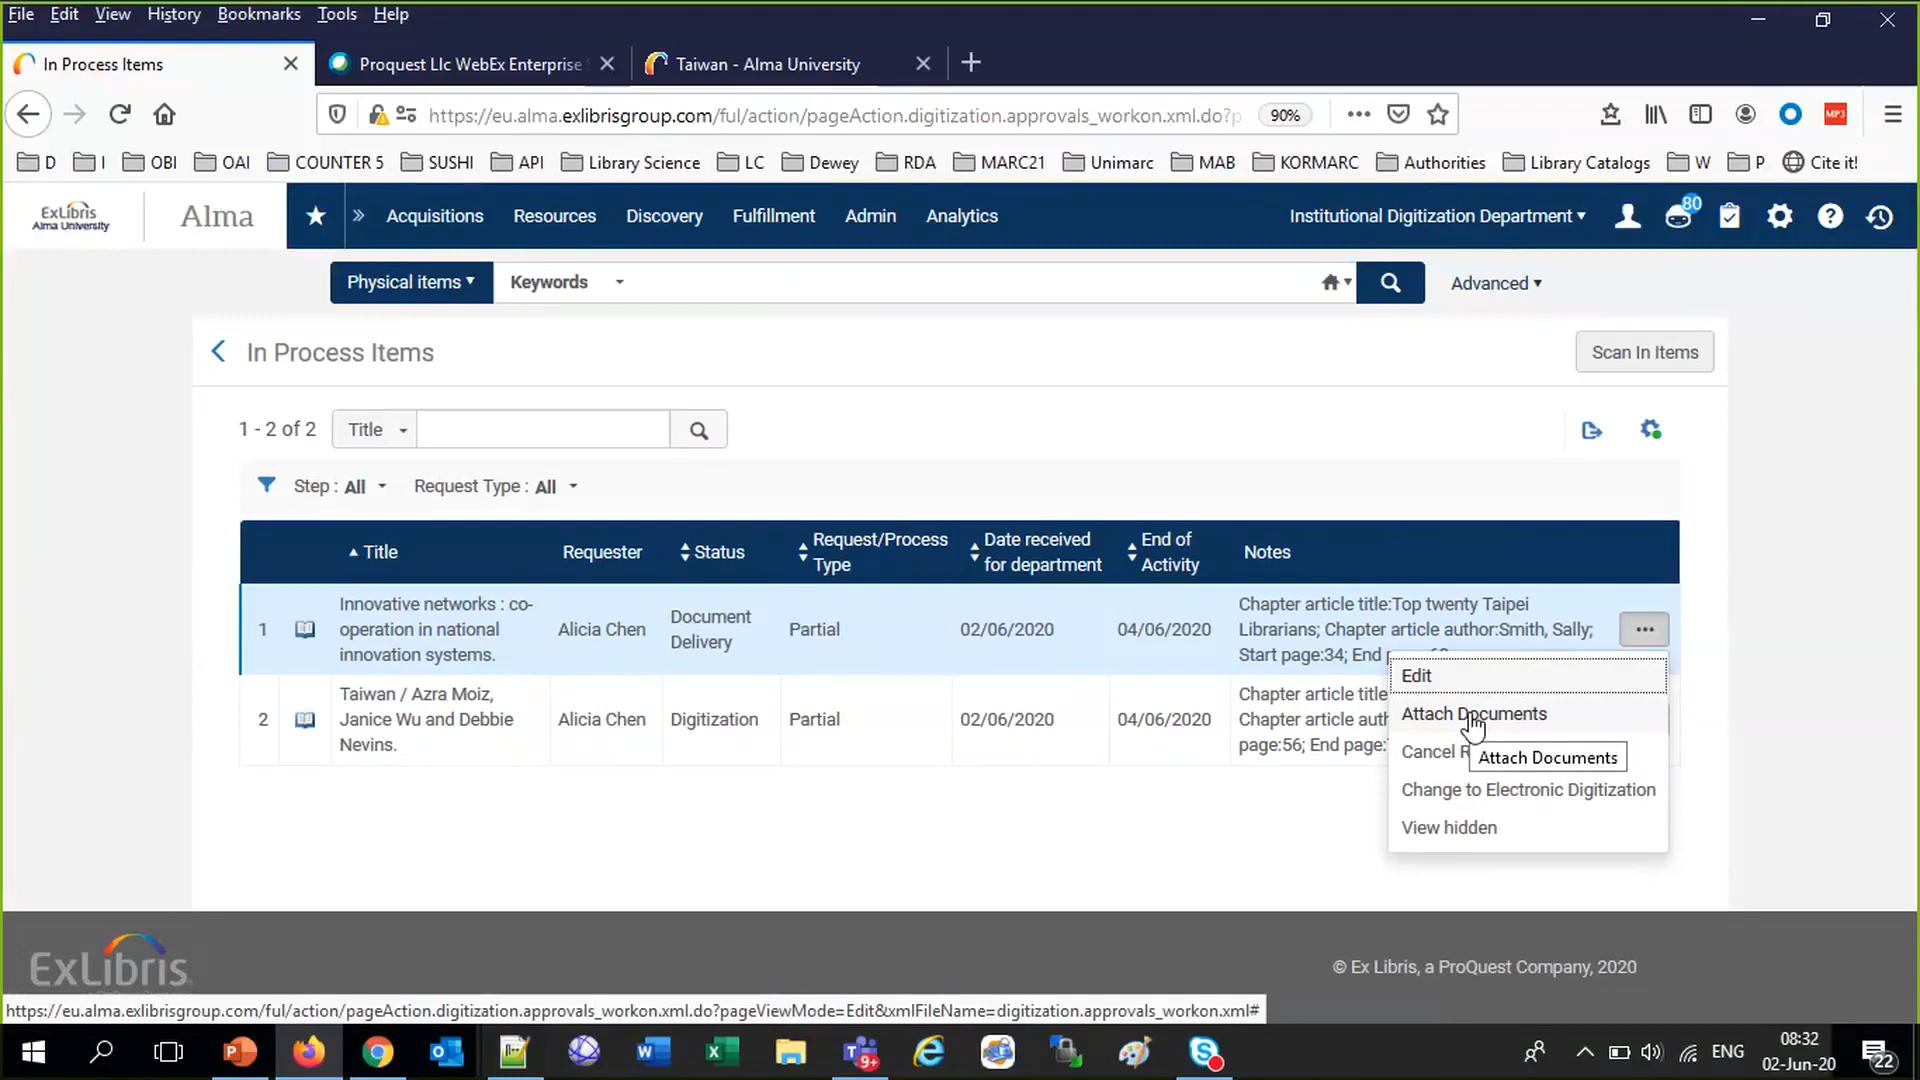 File Edit View History Bookmarks Tools Help
In Process Items
Proquest Llc WebEx Enterprise
Taiwan - Alma University
https://eu.alma.exlibrisgroup.com/ful/action/pageAction.digitization.approvals_workon.xml.do?p
90%
MP3
D I OBI OAI COUNTER 5 SUSHI API Library Science LC Dewey RDA MARC21 Unimarc MAB KORMARC Authorities Library Catalogs W P Cite it!
ExLibris
Alma University
Alma
Acquisitions Resources Discovery Fulfillment Admin Analytics
Institutional Digitization Department
80
Physical items Keywords
Advanced
In Process Items
Scan In Items
1 - 2 of 2 Title
Step : All Request Type : All
Title
Requester
Status
Request/Process
Type
Date received
for department
End of
Activity
Notes
1
Innovative networks : co-
operation in national
innovation systems.
Alicia Chen
Document
Delivery
Partial
02/06/2020
04/06/2020
Chapter article title:Top twenty Taipei
Librarians; Chapter article author:Smith, Sally;
Start page:34; End
2
Taiwan / Azra Moiz,
Janice Wu and Debbie
Nevins.
Alicia Chen
Digitization
Partial
02/06/2020
04/06/2020
Chapter article title
Chapter article auth
page:56; End page:
Edit
Attach Documents
Cancel R
Attach Documents
Change to Electronic Digitization
View hidden
ExLibris
© Ex Libris, a ProQuest Company, 2020
https://eu.alma.exlibrisgroup.com/ful/action/pageAction.digitization.approvals_workon.xml.do?pageViewMode=Edit&xmlFileName=digitization.approvals_workon.xml#
9+
ENG
08:32
02-Jun-20
22